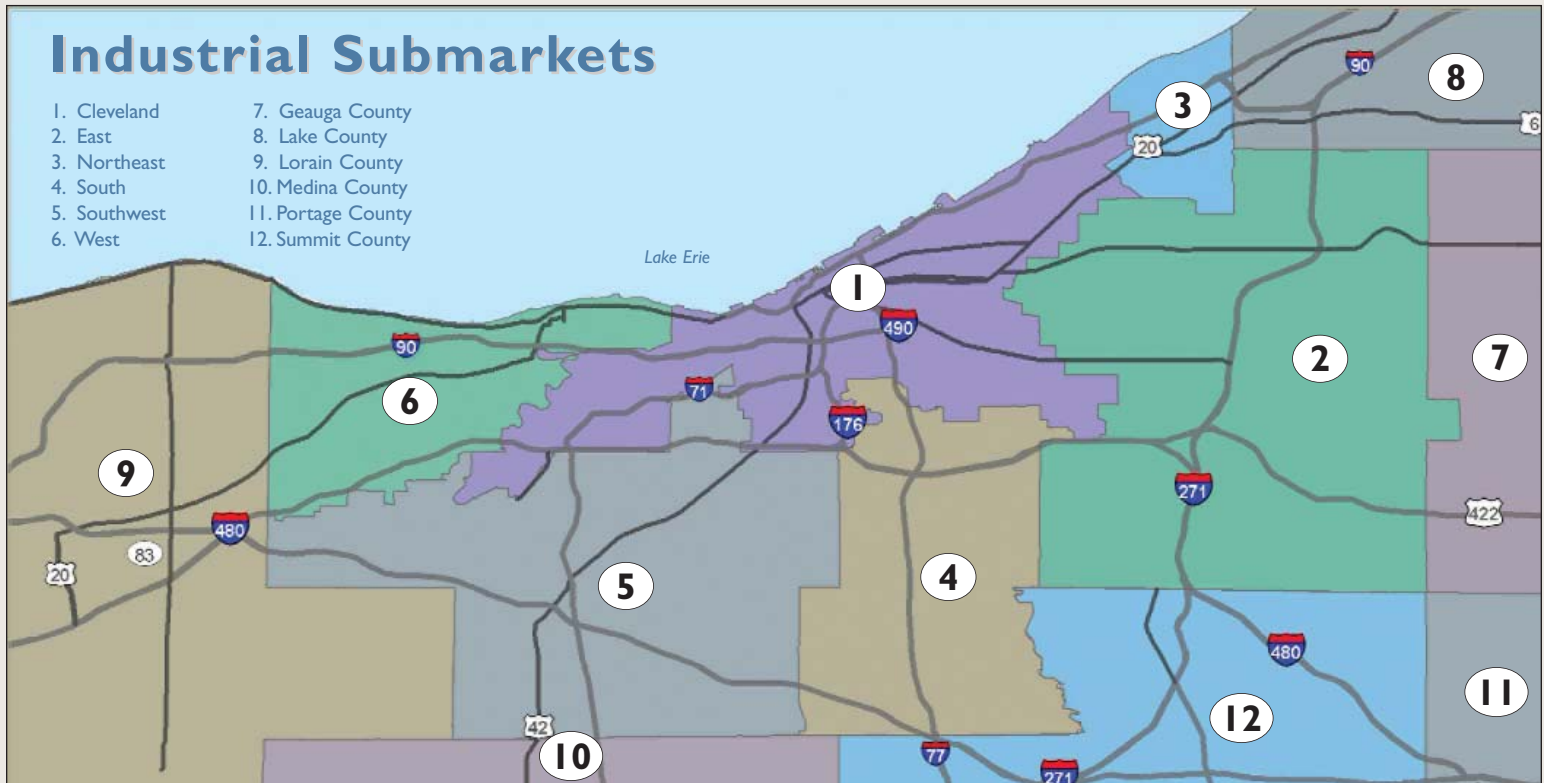 Industrial Submarkets
1. Cleveland
2. East
3. Northeast
4. South
5. Southwest
6. West
7. Geauga County
8. Lake County
9. Lorain County
10. Medina County
11. Portage County
12. Summit County
Lake Erie
90
8
3
6
20
1
490
90
2
7
71
6
176
9
271
480
422
83
20
5
4
480
11
12
42
10
77
271